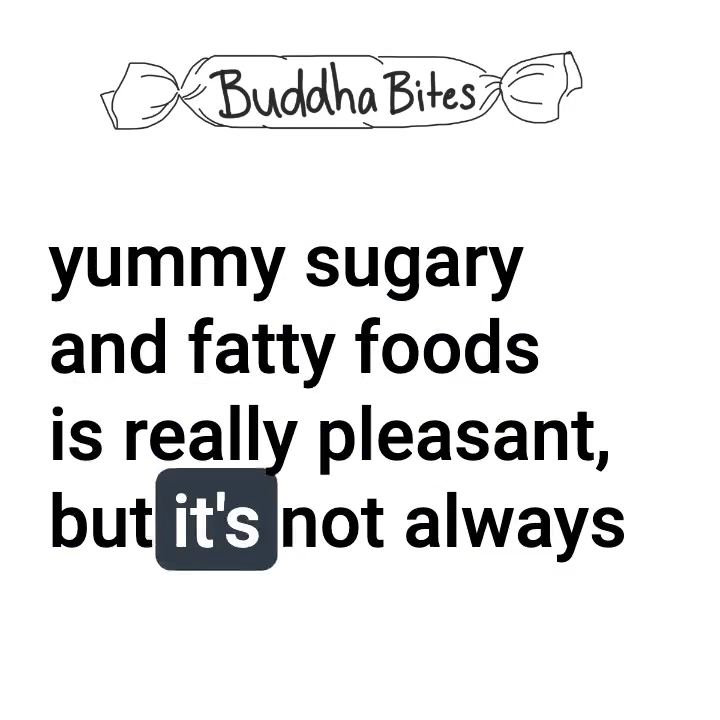 Buddha Bites
yummy sugary
and fatty foods
is really pleasant,
but it's not always